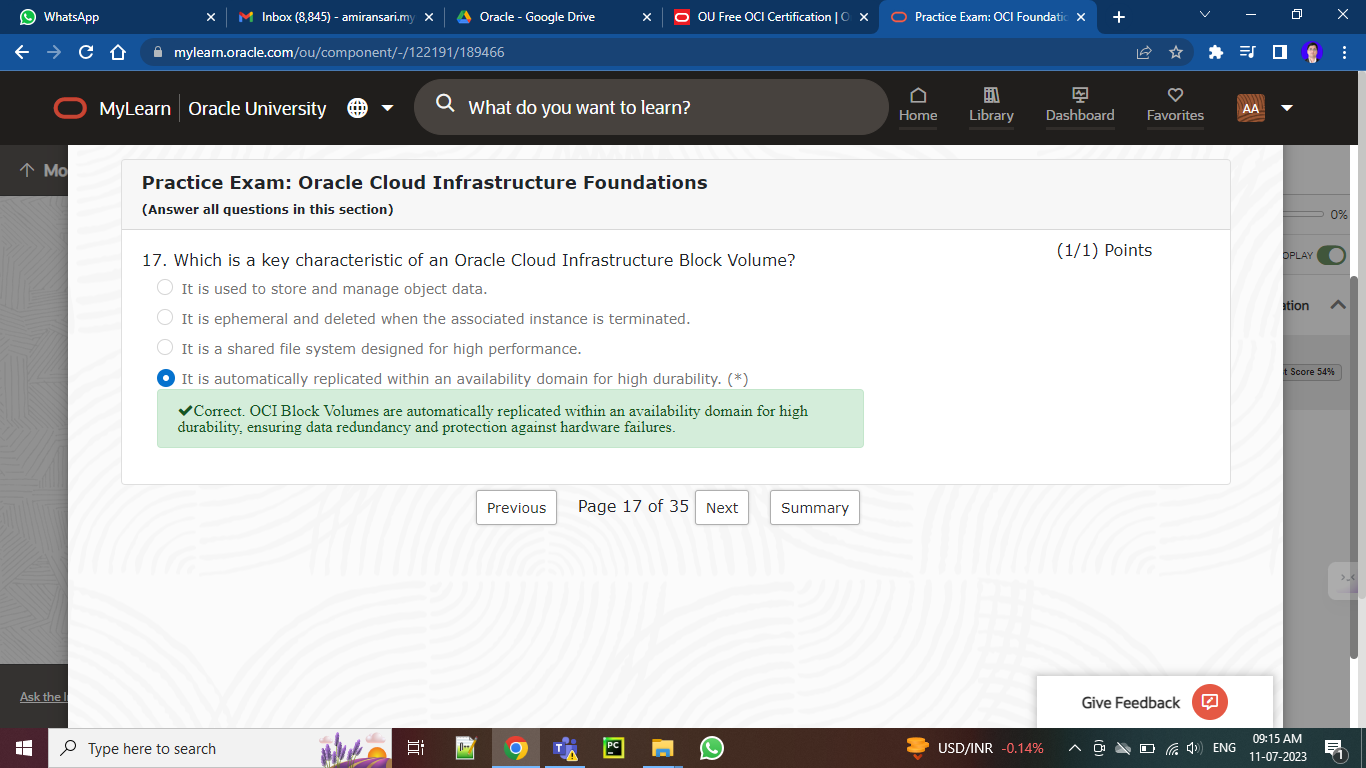 WhatsApp
Inbox (8,845) - amiransari.my
Oracle - Google Drive
OU Free OCI Certification | O
Practice Exam: OCI Foundatio
mylearn.oracle.com/ou/component/-/122191/189466
MyLearn
Oracle University
What do you want to learn?
Home
Library
Dashboard
Favorites
AA
Mo
Practice Exam: Oracle Cloud Infrastructure Foundations
(Answer all questions in this section)
0%
17. Which is a key characteristic of an Oracle Cloud Infrastructure Block Volume?
(1/1) Points
OPLAY
It is used to store and manage object data.
It is ephemeral and deleted when the associated instance is terminated.
ation
It is a shared file system designed for high performance.
It is automatically replicated within an availability domain for high durability. (*)
t Score 54%
✔Correct. OCI Block Volumes are automatically replicated within an availability domain for high
durability, ensuring data redundancy and protection against hardware failures.
Previous
Page 17 of 35
Next
Summary
Ask the I
Give Feedback
Type here to search
PC
USD/INR -0.14%
ENG
09:15 AM
11-07-2023
1